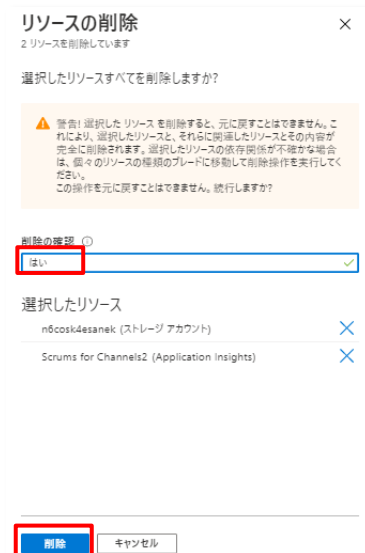 リソースの削除
2 リソースを削除しています
選択したリソースすべてを削除しますか?
警告! 選択した リソース を削除すると、元に戻すことはできません。こ
れにより、選択したリソースと、それらに関連したリソースとその内容が
完全に削除されます。選択したリソースの依存関係が不確かな場合
は、個々のリソースの種類のブレードに移動して削除操作を実行してく
ださい。
この操作を元に戻すことはできません。続行しますか?
削除の確認
はい
選択したリソース
n6cosk4esanek (ストレージ アカウント)
Scrums for Channels2 (Application Insights)
削除
キャンセル